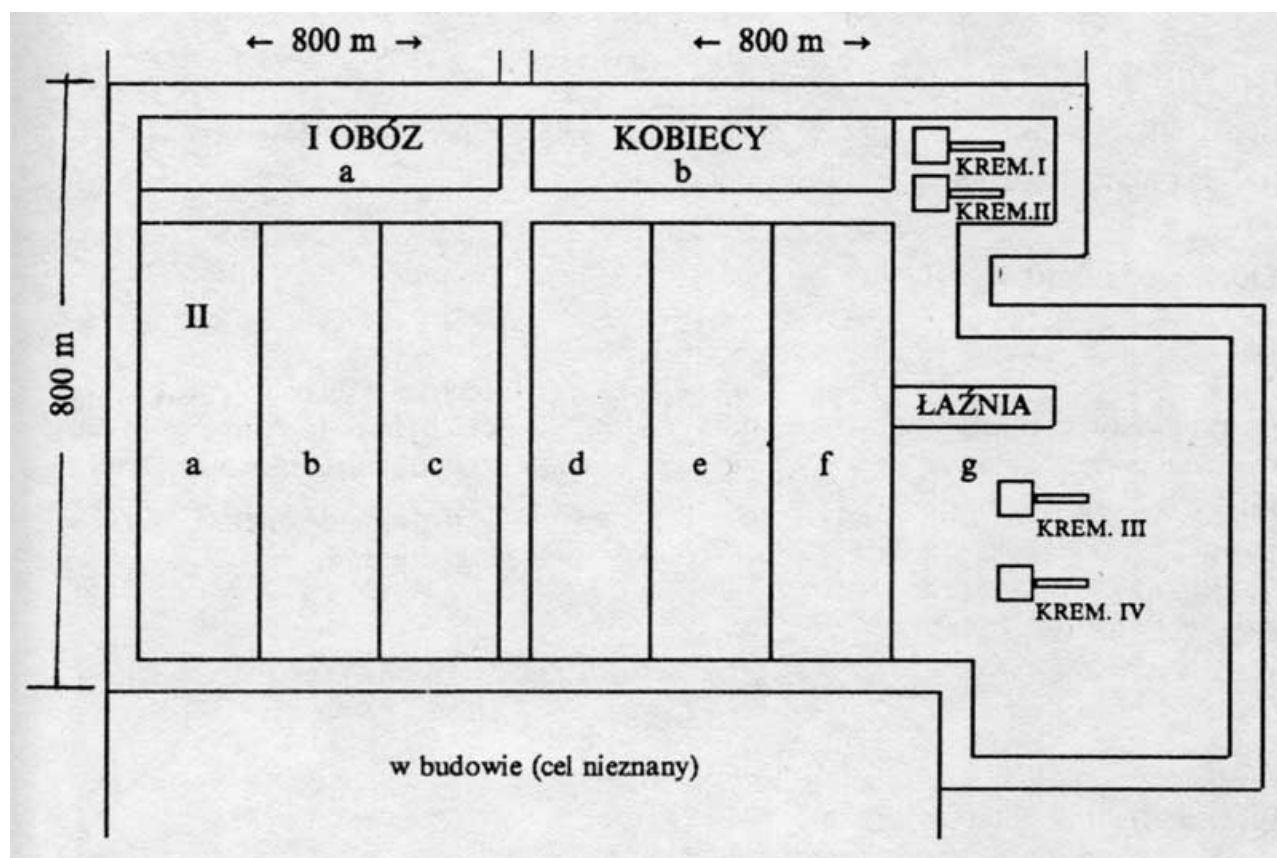 ← 800 m →
← 800 m →
800 m
I OBÓZ
a
KOBIECY
b
KREM. I
KREM.II
II
a
b
c
d
e
f
g
ŁAŹNIA
KREM. III
KREM. IV
w budowie (cel nieznany)